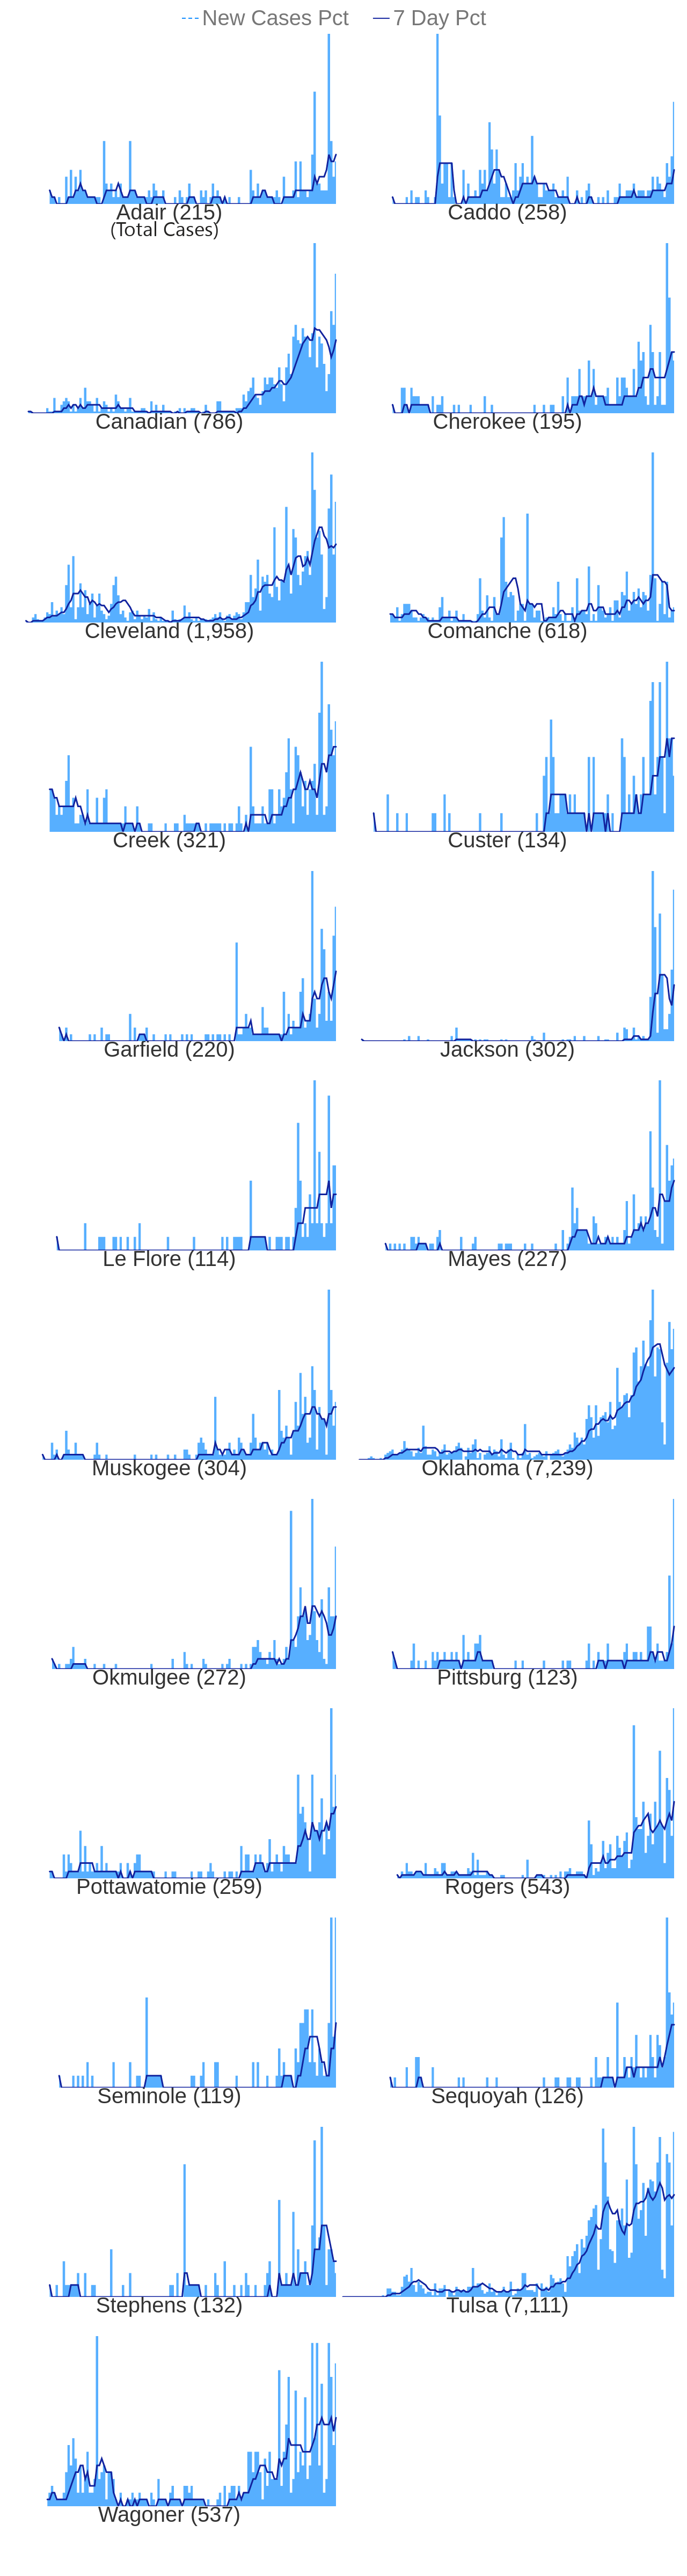 New Cases Pct 7 Day Pct
Adair (215) Caddo (258)
(Total Cases)
Canadian (786) Cherokee (195)
Cleveland (1,958) Comanche (618)
Creek (321) Custer (134)
Garfield (220) Jackson (302)
Le Flore (114) Mayes (227)
Muskogee (304) Oklahoma (7,239)
Okmulgee (272) Pittsburg (123)
Pottawatomie (259) Rogers (543)
Seminole (119) Sequoyah (126)
Stephens (132) Tulsa (7,111)
Wagoner (537)